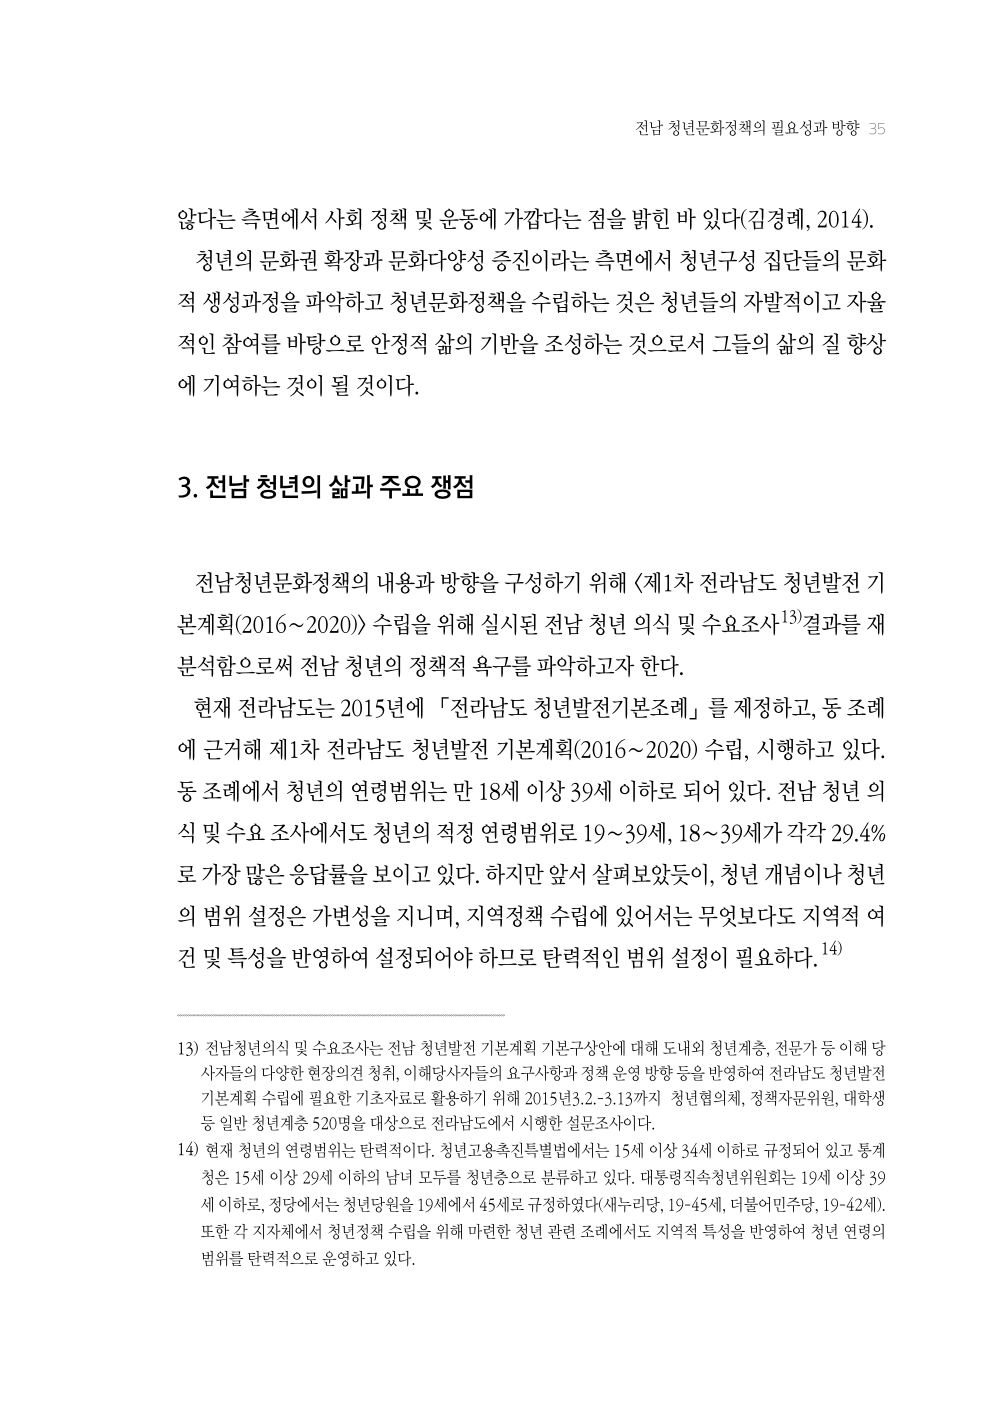 전남 청년문화정책의 필요성과 방향 35
않다는 측면에서 사회 정책 및 운동에 가깝다는 점을 밝힌 바 있다(김경례, 2014).
청년의 문화권 확장과 문화다양성 증진이라는 측면에서 청년구성 집단들의 문화
적 생성과정을 파악하고 청년문화정책을 수립하는 것은 청년들의 자발적이고 자율
적인 참여를 바탕으로 안정적 삶의 기반을 조성하는 것으로서 그들의 삶의 질 향상
에 기여하는 것이 될 것이다.
3. 전남 청년의 삶과 주요 쟁점
전남청년문화정책의 내용과 방향을 구성하기 위해 〈제1차 전라남도 청년발전 기
본계획(2016~2020)〉 수립을 위해 실시된 전남 청년 의식 및 수요조사13)결과를 재
분석함으로써 전남 청년의 정책적 욕구를 파악하고자 한다.
현재 전라남도는 2015년에 「전라남도 청년발전기본조례」를 제정하고, 동 조례
에 근거해 제1차 전라남도 청년발전 기본계획(2016~2020) 수립, 시행하고 있다.
동 조례에서 청년의 연령범위는 만 18세 이상 39세 이하로 되어 있다. 전남 청년 의
식 및 수요 조사에서도 청년의 적정 연령범위로 19~39세, 18~39세가 각각 29.4%
로 가장 많은 응답률을 보이고 있다. 하지만 앞서 살펴보았듯이, 청년 개념이나 청년
의 범위 설정은 가변성을 지니며, 지역정책 수립에 있어서는 무엇보다도 지역적 여
건 및 특성을 반영하여 설정되어야 하므로 탄력적인 범위 설정이 필요하다.14)
13) 전남청년의식 및 수요조사는 전남 청년발전 기본계획 기본구상안에 대해 도내외 청년계층, 전문가 등 이해 당
사자들의 다양한 현장의견 청취, 이해당사자들의 요구사항과 정책 운영 방향 등을 반영하여 전라남도 청년발전
기본계획 수립에 필요한 기초자료로 활용하기 위해 2015년3.2.-3.13까지 청년협의체, 정책자문위원, 대학생
등 일반 청년계층 520명을 대상으로 전라남도에서 시행한 설문조사이다.
14) 현재 청년의 연령범위는 탄력적이다. 청년고용촉진특별법에서는 15세 이상 34세 이하로 규정되어 있고 통계
청은 15세 이상 29세 이하의 남녀 모두를 청년층으로 분류하고 있다. 대통령직속청년위원회는 19세 이상 39
세 이하로, 정당에서는 청년당원을 19세에서 45세로 규정하였다(새누리당, 19-45세, 더불어민주당, 19-42세).
또한 각 지자체에서 청년정책 수립을 위해 마련한 청년 관련 조례에서도 지역적 특성을 반영하여 청년 연령의
범위를 탄력적으로 운영하고 있다.